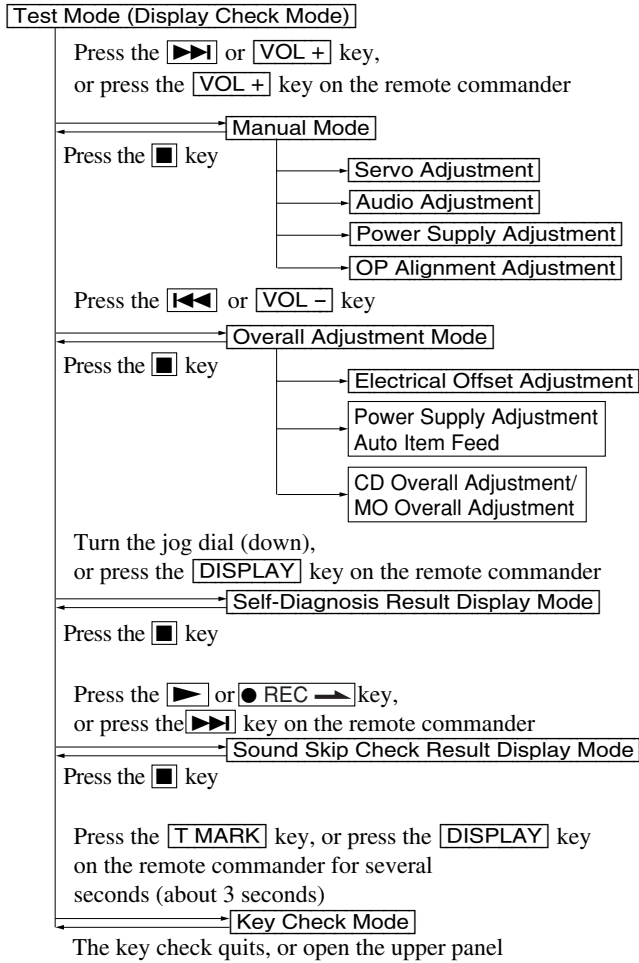 Test Mode (Display Check Mode)
Press the ▶▶I or VOL + key,
or press the VOL + key on the remote commander
Manual Mode
Press the ■ key
Servo Adjustment
Audio Adjustment
Power Supply Adjustment
OP Alignment Adjustment
Press the I◀◀ or VOL – key
Overall Adjustment Mode
Press the ■ key
Electrical Offset Adjustment
Power Supply Adjustment
Auto Item Feed
CD Overall Adjustment/
MO Overall Adjustment
Turn the jog dial (down),
or press the DISPLAY key on the remote commander
Self-Diagnosis Result Display Mode
Press the ■ key
Press the ▶ or ● REC key,
or press the ▶▶I key on the remote commander
Sound Skip Check Result Display Mode
Press the ■ key
Press the T MARK key, or press the DISPLAY key
on the remote commander for several
seconds (about 3 seconds)
Key Check Mode
The key check quits, or open the upper panel